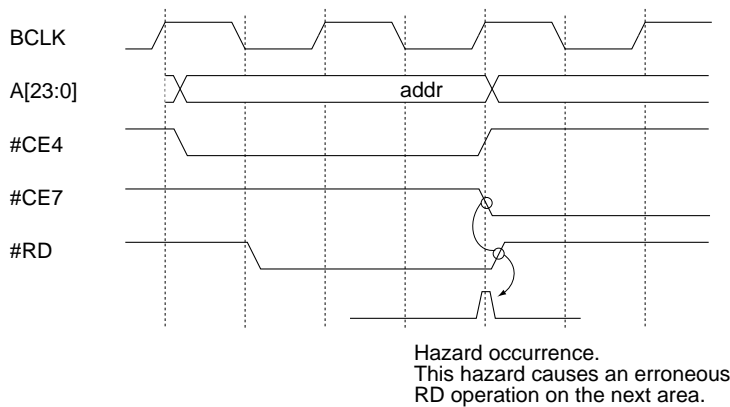 BCLK
A[23:0]
addr
#CE4
#CE7
#RD
Hazard occurrence.
This hazard causes an erroneous
RD operation on the next area.